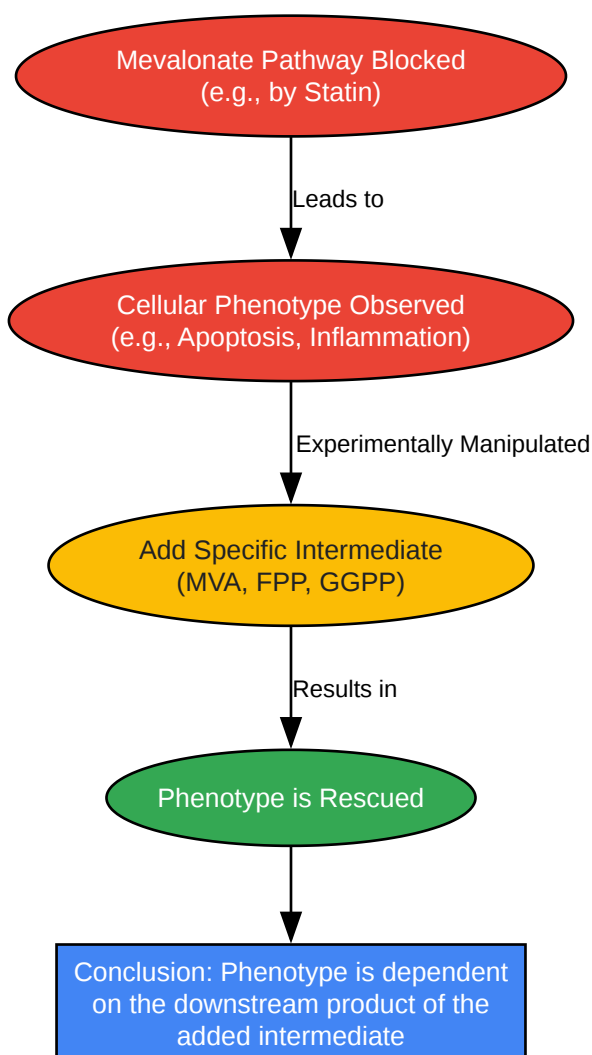 Mevalonate Pathway Blocked
(e.g., by Statin)
Leads to
Cellular Phenotype Observed
(e.g., Apoptosis, Inflammation)
Experimentally Manipulated
Add Specific Intermediate
(MVA, FPP, GGPP)
Results in
Phenotype is Rescued
Conclusion: Phenotype is dependent
on the downstream product of the
added intermediate